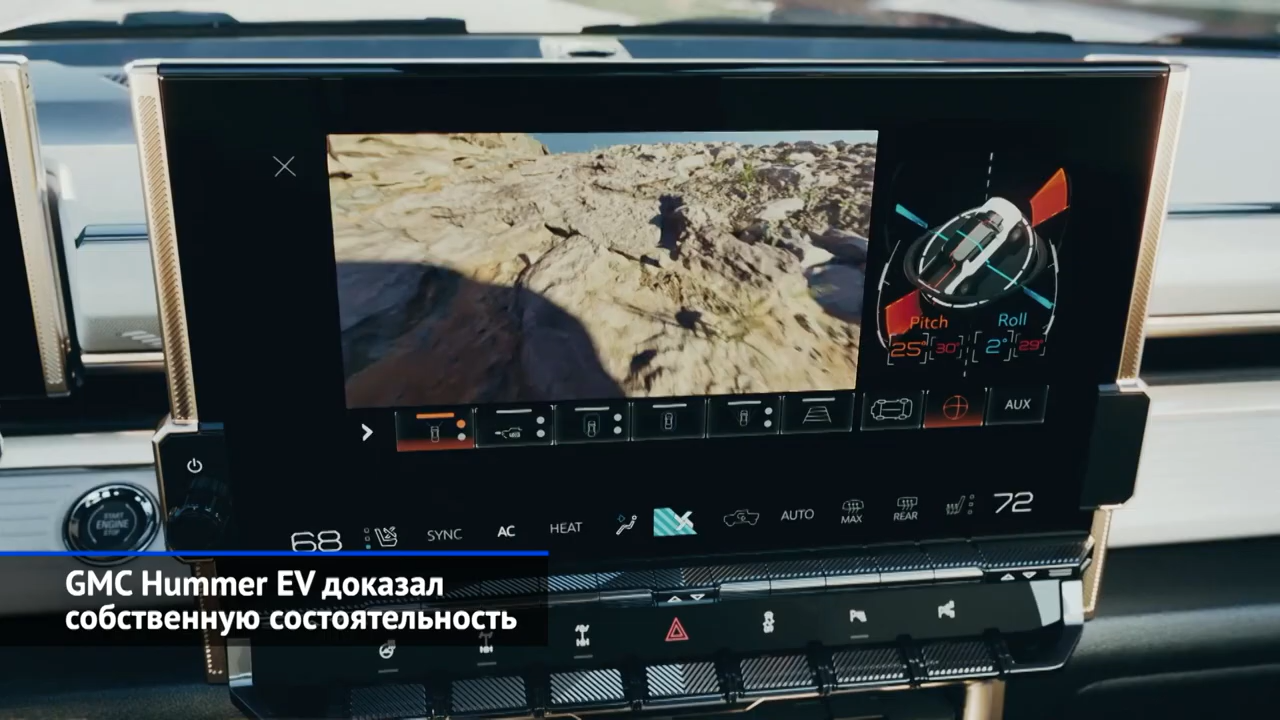 Pitch Roll
25° 30° 2° 29°
AUX
START
ENGINE
STOP
68 SYNC AC HEAT AUTO MAX REAR 72
GMC Hummer EV доказал
собственную состоятельность